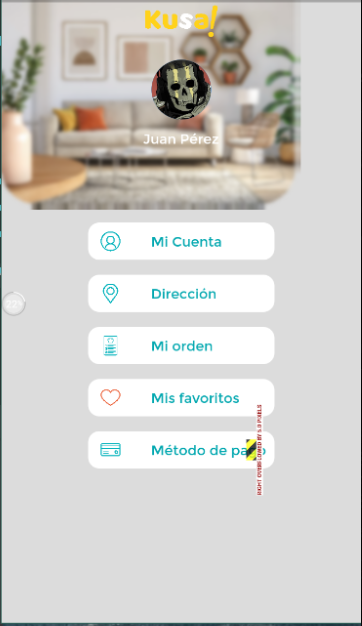 Kusa!
Juan Pérez
Mi Cuenta
Dirección
Mi orden
Mis favoritos
Método de pa o
RIGHT OVERFLOWED BY 5.0 PIXELS